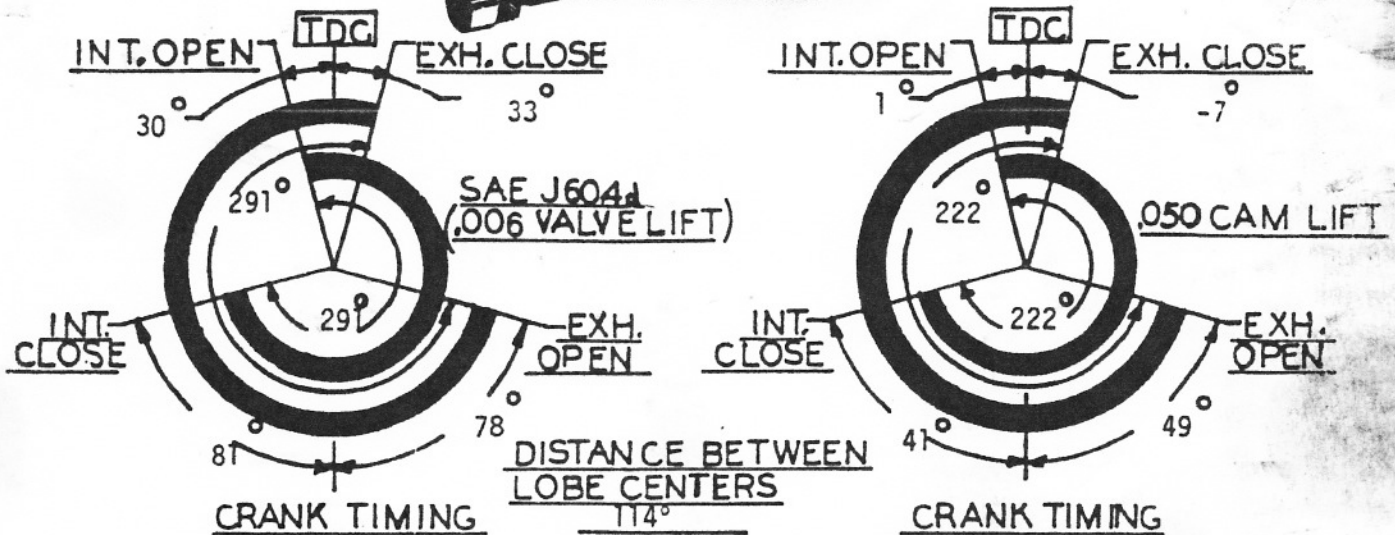 TDC
INT. OPEN
EXH. CLOSE
30°
33°
291°
SAE J604d
(.006 VALVE LIFT)
291°
INT.
CLOSE
EXH.
OPEN
81°
78°
CRANK TIMING
DISTANCE BETWEEN
LOBE CENTERS
114°
TDC
INT. OPEN
EXH. CLOSE
1°
-7°
222°
.050 CAM LIFT
222°
INT.
CLOSE
EXH.
OPEN
41°
49°
CRANK TIMING